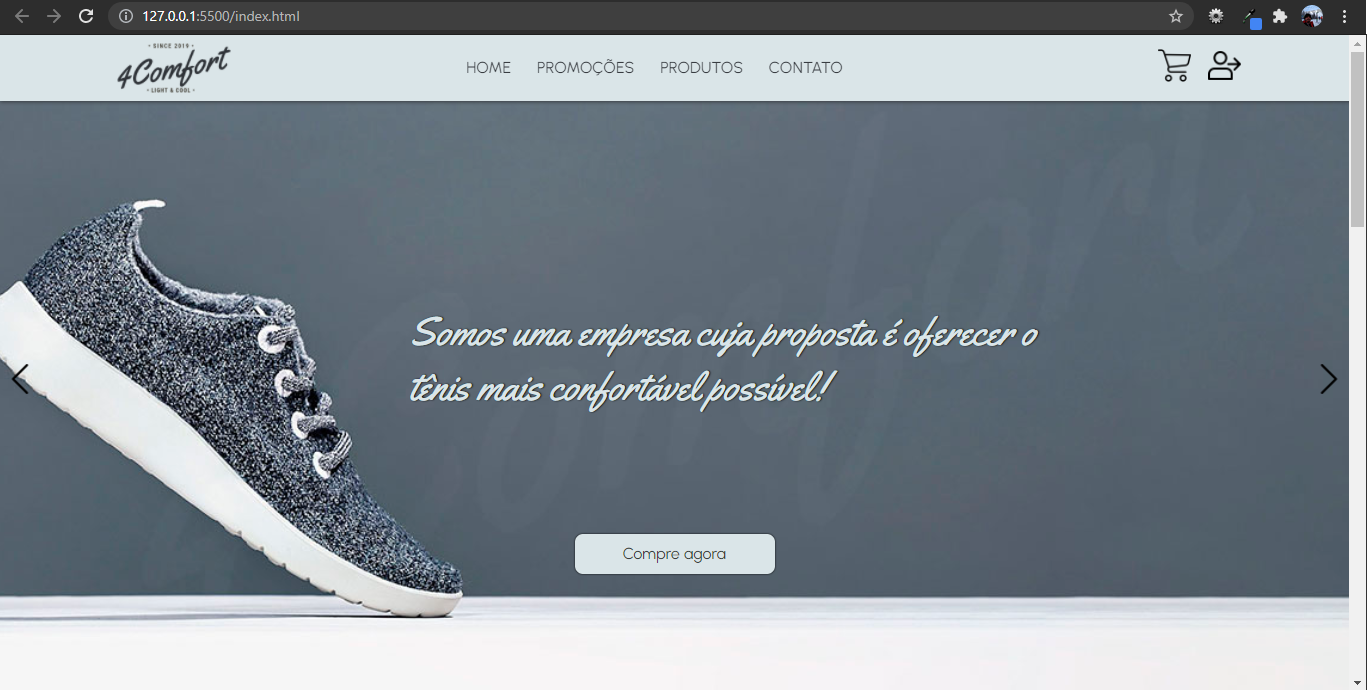 127.0.0.1:5500/index.html
· SINCE 2019 ·
4Comfort
· LIGHT & COOL ·
HOME PROMOÇÕES PRODUTOS CONTATO
Comfort
Somos uma empresa cuja proposta é oferecer o
tênis mais confortável possível!
Compre agora